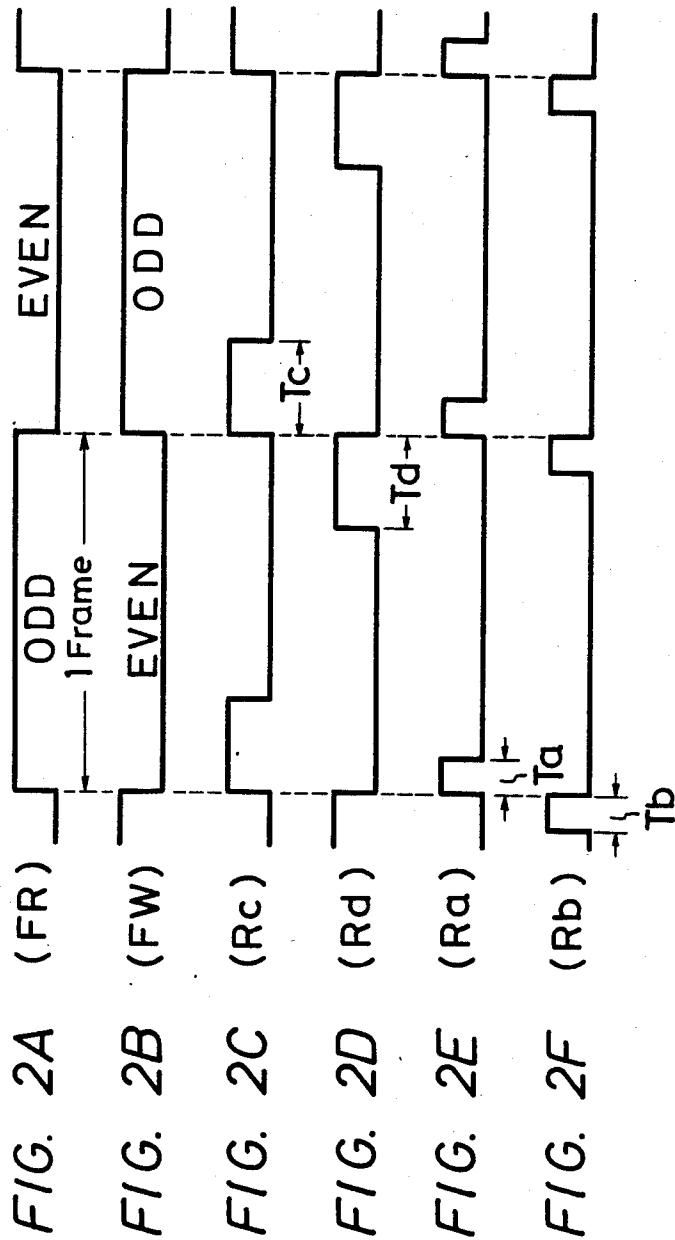 FIG. 2A (FR) ODD EVEN
1 Frame
FIG. 2B (FW) EVEN ODD
FIG. 2C (Rc)
Tc
FIG. 2D (Rd)
Td
FIG. 2E (Ra)
Ta
FIG. 2F (Rb)
Tb